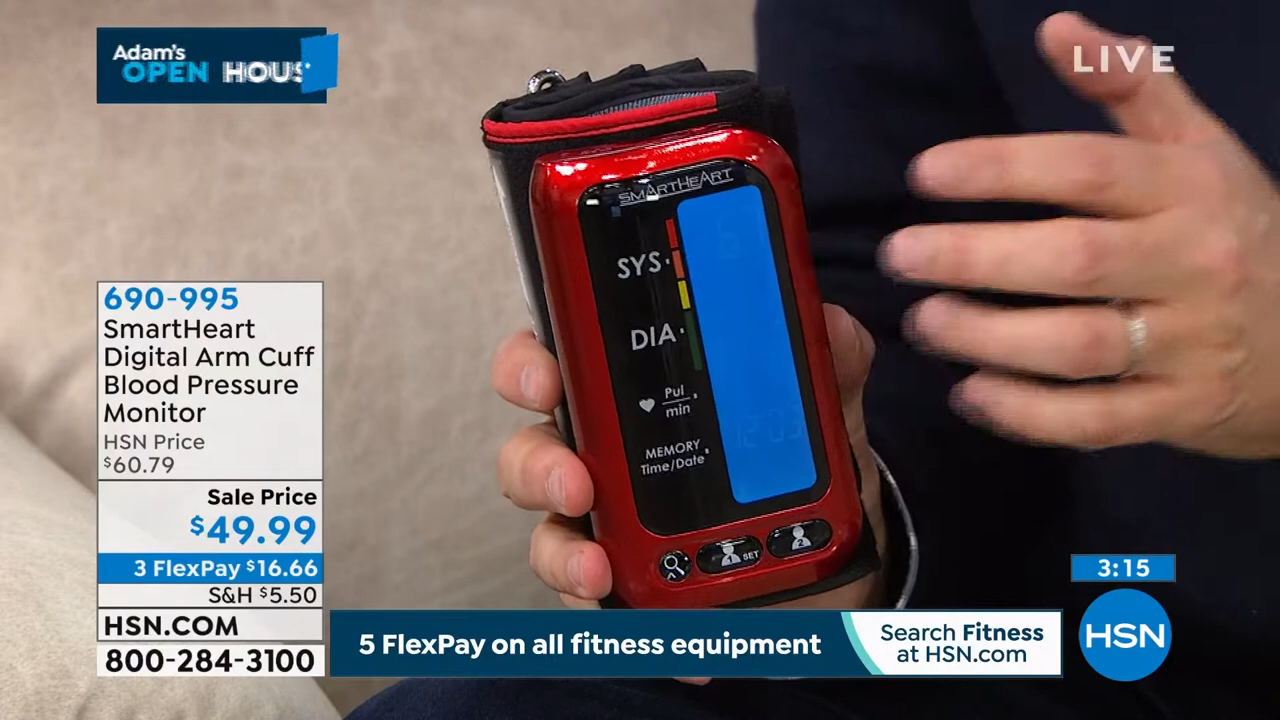 Adam's
OPEN HOUS
LIVE
SMARTHEART
SYS
DIA
Pul
min
MEMORY
Time/Date
SET
2
690-995
SmartHeart
Digital Arm Cuff
Blood Pressure
Monitor
HSN Price
$60.79
Sale Price
$49.99
3 FlexPay $16.66
S&H $5.50
HSN.COM
800-284-3100
5 FlexPay on all fitness equipment
Search Fitness
at HSN.com
3:15
HSN